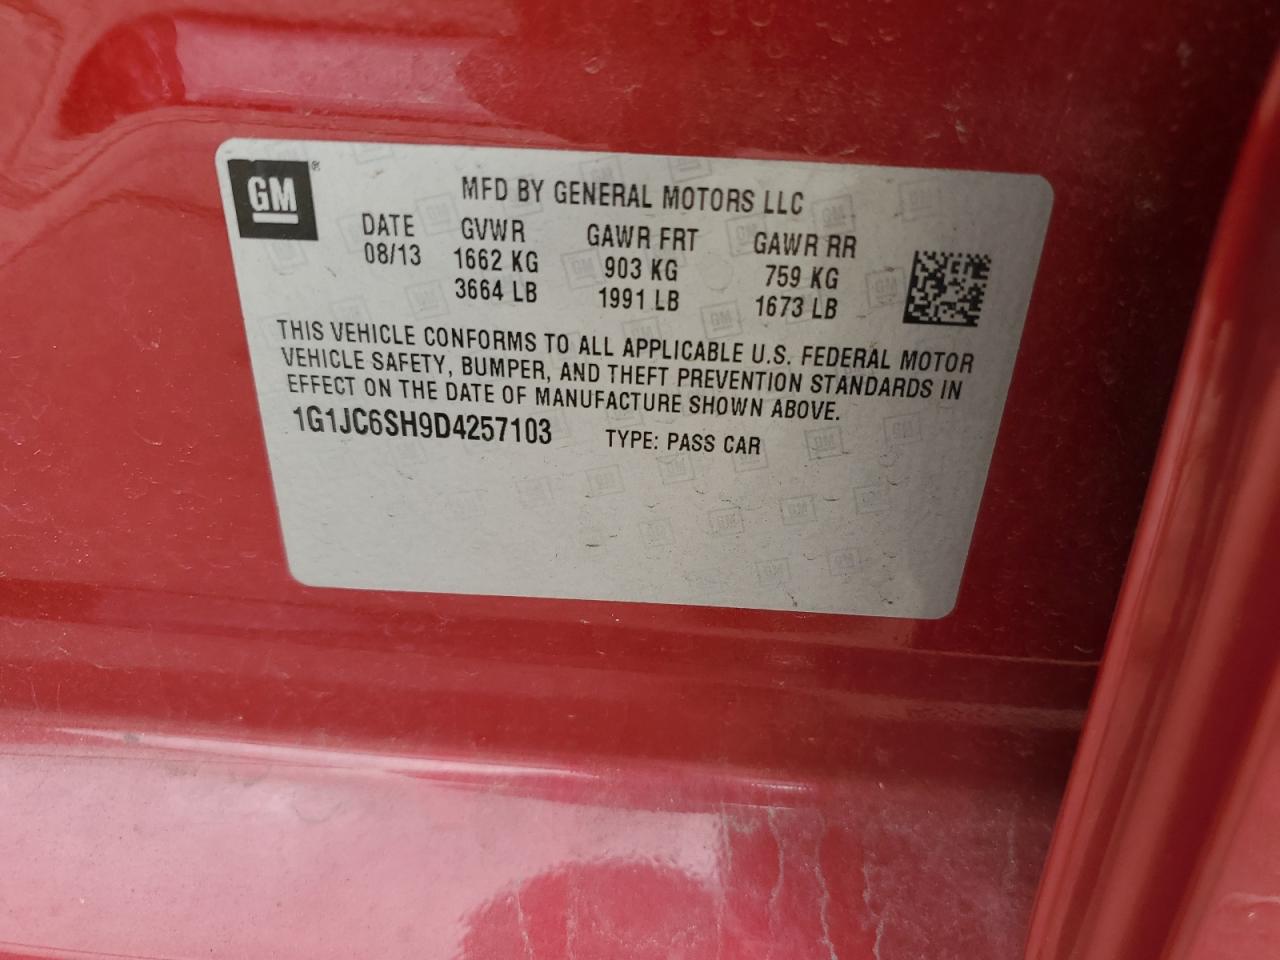 GM®
MFD BY GENERAL MOTORS LLC
DATE GVWR GAWR FRT GAWR RR
08/13 1662 KG 903 KG 759 KG
3664 LB 1991 LB 1673 LB
THIS VEHICLE CONFORMS TO ALL APPLICABLE U.S. FEDERAL MOTOR
VEHICLE SAFETY, BUMPER, AND THEFT PREVENTION STANDARDS IN
EFFECT ON THE DATE OF MANUFACTURE SHOWN ABOVE.
1G1JC6SH9D4257103 TYPE: PASS CAR